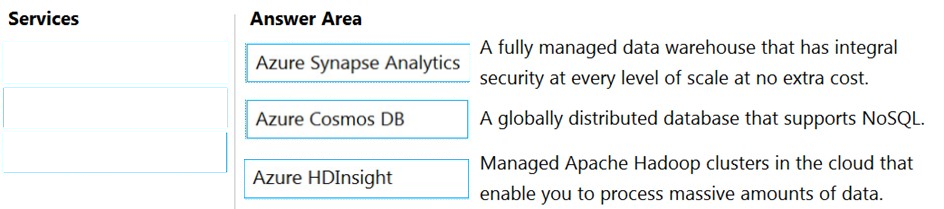 Services
Answer Area
Azure Synapse Analytics
A fully managed data warehouse that has integral
security at every level of scale at no extra cost.
Azure Cosmos DB
A globally distributed database that supports NoSQL.
Azure HDInsight
Managed Apache Hadoop clusters in the cloud that
enable you to process massive amounts of data.